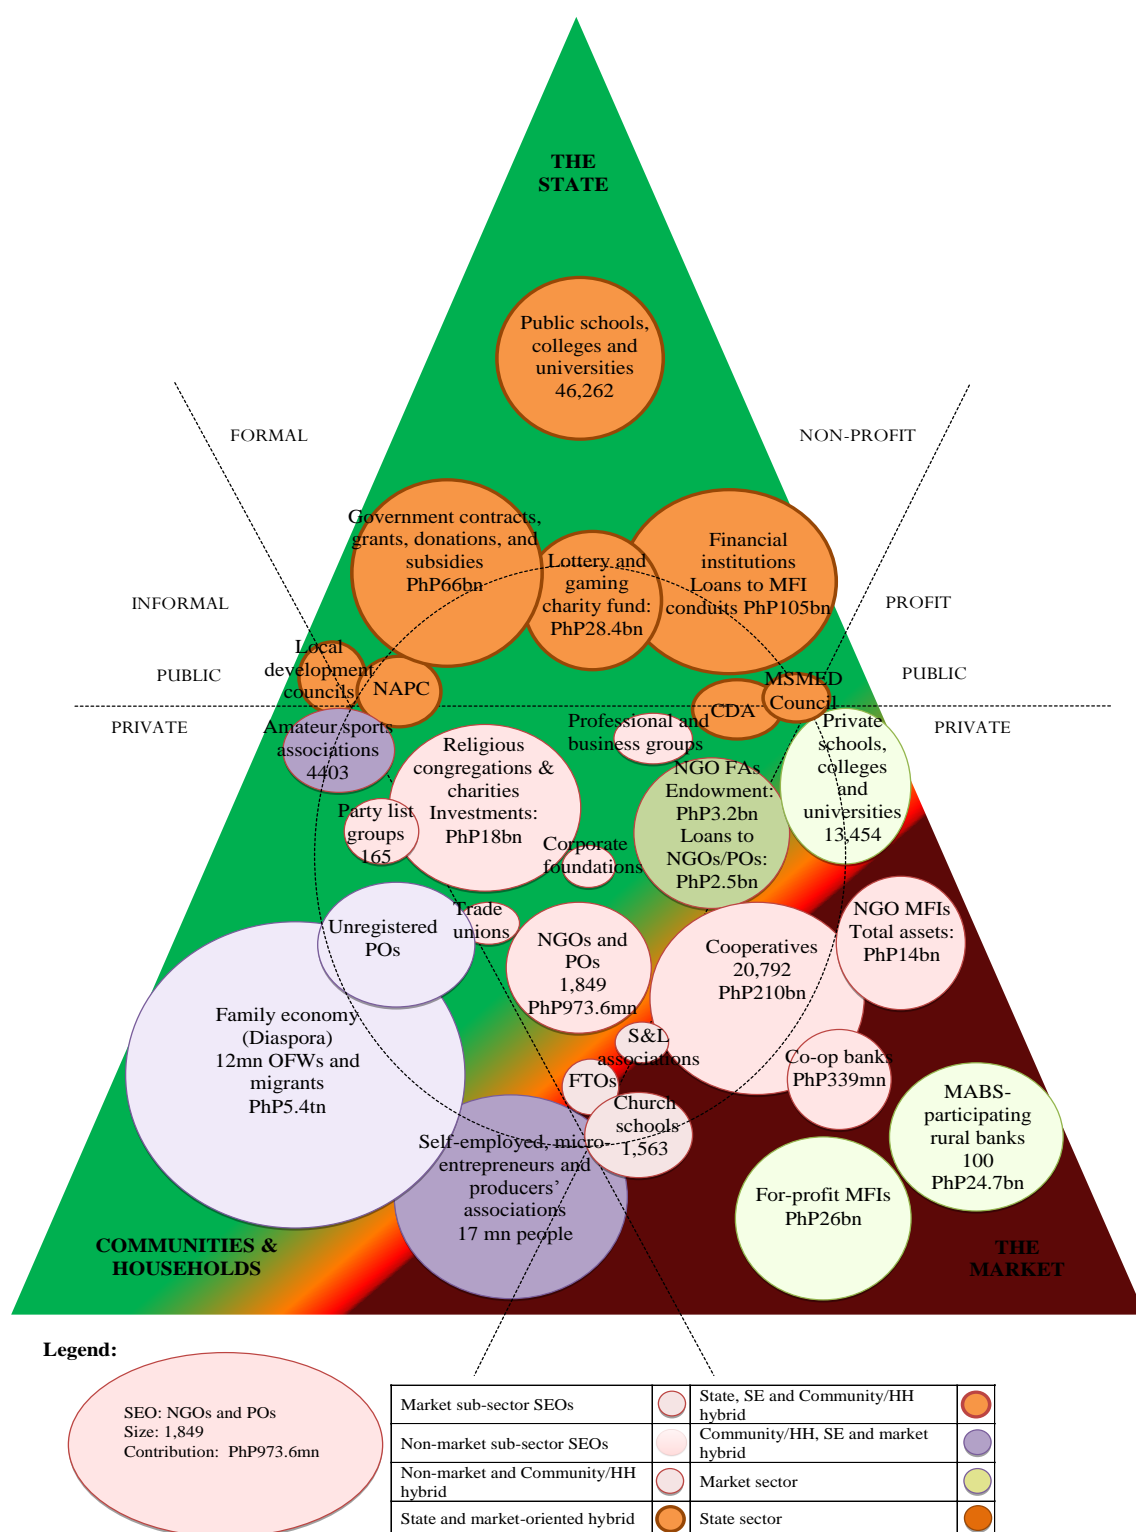 THE
STATE
Public schools,
colleges and
universities
46,262
FORMAL
NON-PROFIT
Government contracts,
grants, donations, and
subsidies
PhP66bn
Lottery and
gaming
charity fund:
PhP28.4bn
Financial
institutions
Loans to MFI
conduits PhP105bn
INFORMAL
PROFIT
PUBLIC
PUBLIC
Local
development
councils
NAPC
CDA
MSMED
Council
PRIVATE
PRIVATE
Amateur sports
associations
4403
Religious
congregations &
charities
Investments:
PhP18bn
Professional and
business groups
NGO FAs
Endowment:
PhP3.2bn
Loans to
NGOs/POs:
PhP2.5bn
Private
schools,
colleges
and
universities
13,454
Party list
groups
165
Corporate
foundations
Unregistered
POs
Trade
unions
NGOs and
POs
1,849
PhP973.6mn
Cooperatives
20,792
PhP210bn
NGO MFIs
Total assets:
PhP14bn
Family economy
(Diaspora)
12mn OFWs and
migrants
PhP5.4tn
S&L
associations
FTOs
Co-op banks
PhP339mn
Church
schools
1,563
MABS-
participating
rural banks
100
PhP24.7bn
Self-employed, micro-
entrepreneurs and
producers’
associations
17 mn people
For-profit MFIs
PhP26bn
COMMUNITIES &
HOUSEHOLDS
THE
MARKET
Legend:
SEO: NGOs and POs
Size: 1,849
Contribution: PhP973.6mn
Market sub-sector SEOs
State, SE and Community/HH
hybrid
Non-market sub-sector SEOs
Community/HH, SE and market
hybrid
Non-market and Community/HH
hybrid
Market sector
State and market-oriented hybrid
State sector